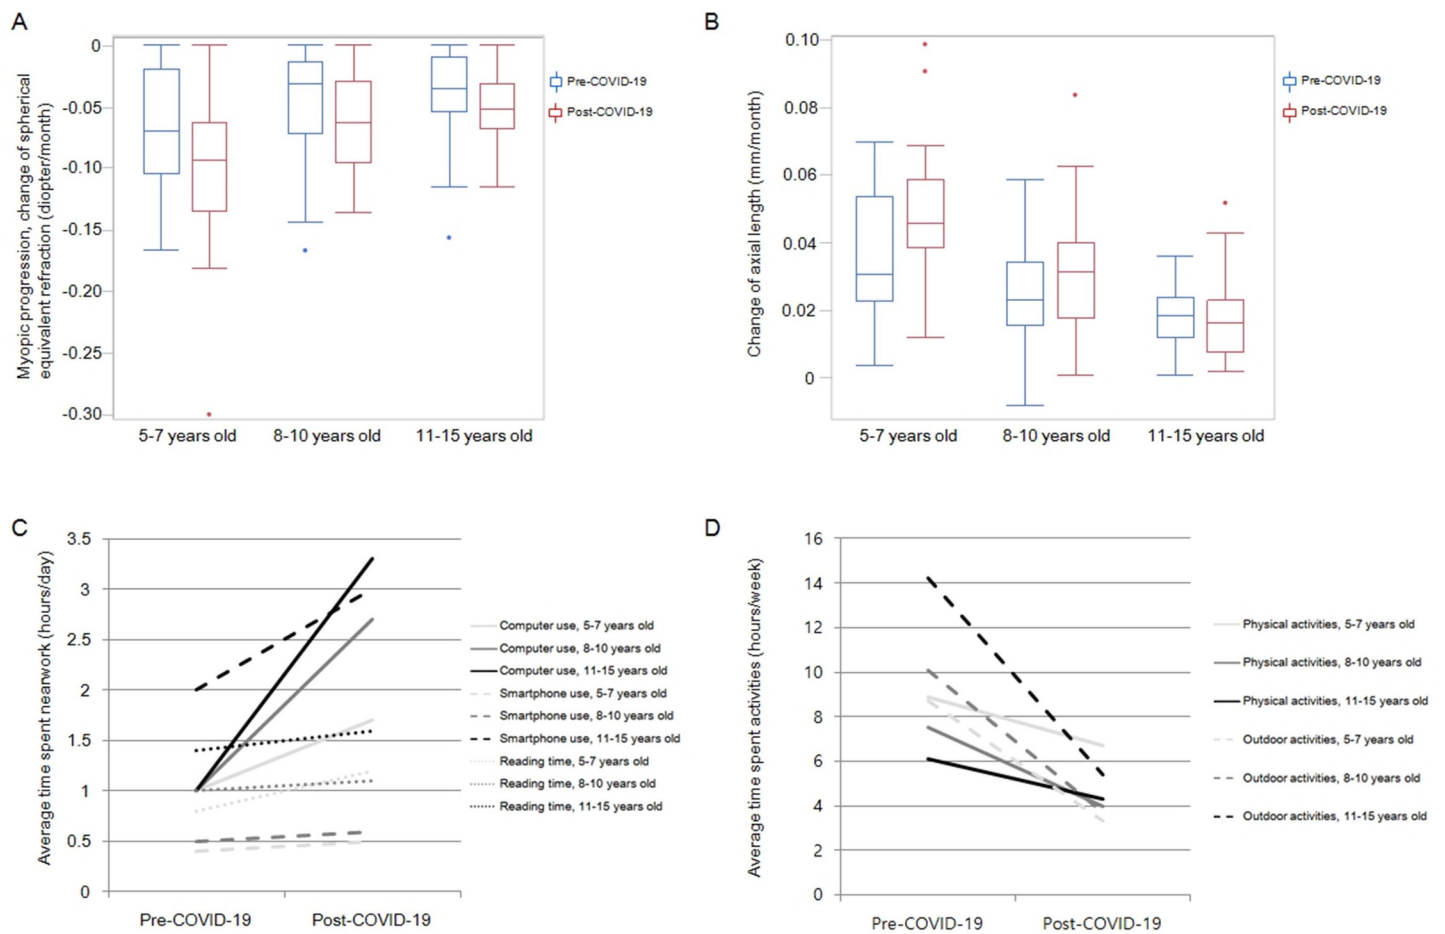 A
Myopic progression, change of spherical
equivalent refraction (diopter/month)
0
-0.05
-0.10
-0.15
-0.20
-0.25
-0.30
5-7 years old
8-10 years old
11-15 years old
Pre-COVID-19
Post-COVID-19
B
Change of axial length (mm/month)
0.10
0.08
0.06
0.04
0.02
0
5-7 years old
8-10 years old
11-15 years old
Pre-COVID-19
Post-COVID-19
C
Average time spent nearwork (hours/day)
3.5
3
2.5
2
1.5
1
0.5
0
Pre-COVID-19
Post-COVID-19
Computer use, 5-7 years old
Computer use, 8-10 years old
Computer use, 11-15 years old
Smartphone use, 5-7 years old
Smartphone use, 8-10 years old
Smartphone use, 11-15 years old
Reading time, 5-7 years old
Reading time, 8-10 years old
Reading time, 11-15 years old
D
Average time spent activities (hours/week)
16
14
12
10
8
6
4
2
0
Pre-COVID-19
Post-COVID-19
Physical activities, 5-7 years old
Physical activities, 8-10 years old
Physical activities, 11-15 years old
Outdoor activities, 5-7 years old
Outdoor activities, 8-10 years old
Outdoor activities, 11-15 years old